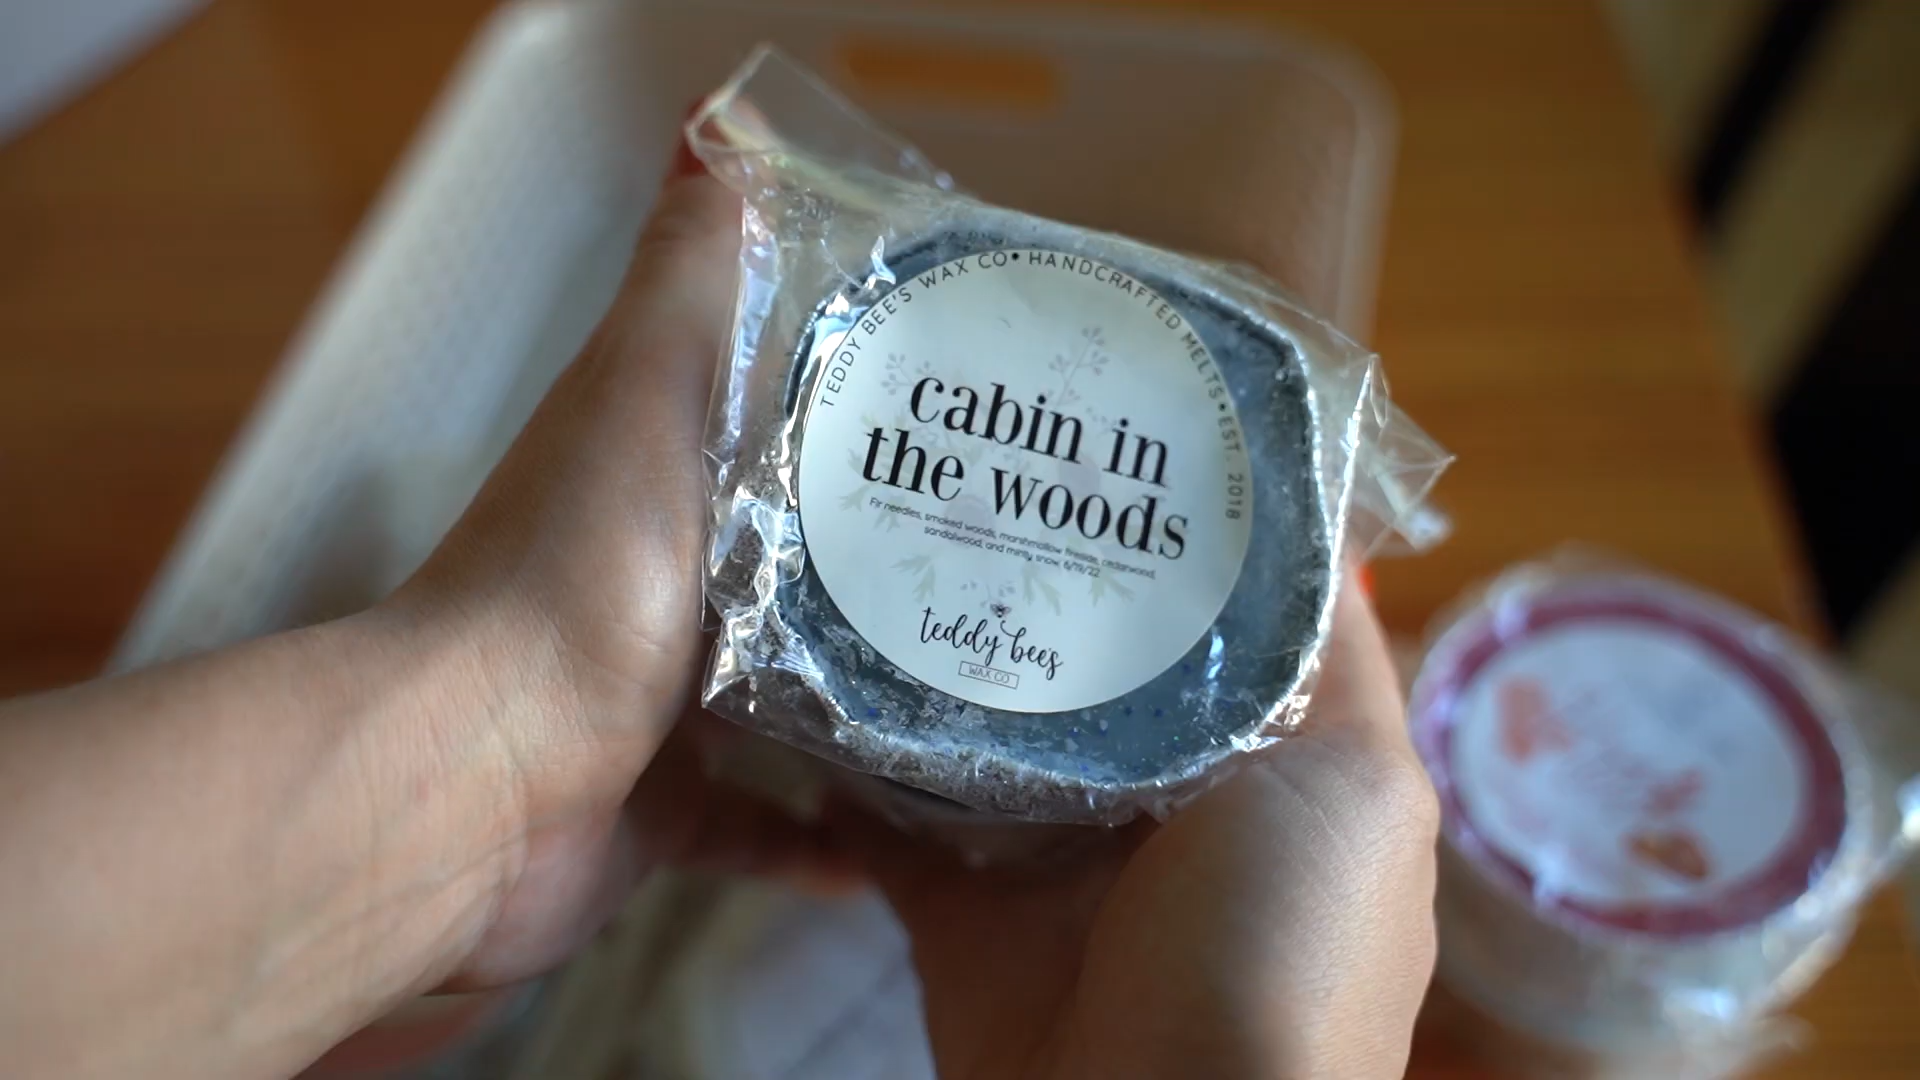 TEDDY BEE'S WAX CO• HANDCRAFTED MELTS•EST. 2018
cabin in
the woods
Fir needles, smoked woods, marshmallow fireside, cedarwood,
sandalwood, and minty snow. 6/19/22
teddy bee's
WAX CO